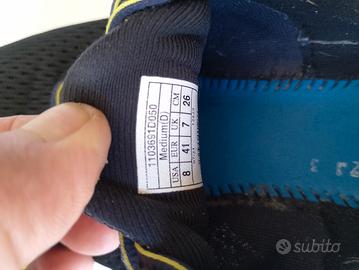 1103691D050
Medium(D)
USA EUR UK CM
8 41 7 26
subito